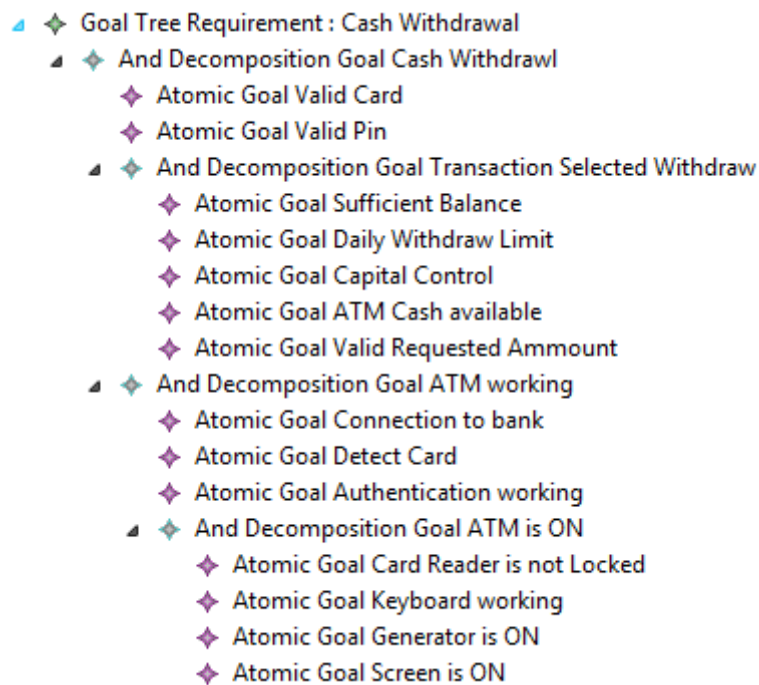 Goal Tree Requirement : Cash Withdrawal
And Decomposition Goal Cash Withdrawl
Atomic Goal Valid Card
Atomic Goal Valid Pin
And Decomposition Goal Transaction Selected Withdraw
Atomic Goal Sufficient Balance
Atomic Goal Daily Withdraw Limit
Atomic Goal Capital Control
Atomic Goal ATM Cash available
Atomic Goal Valid Requested Ammount
And Decomposition Goal ATM working
Atomic Goal Connection to bank
Atomic Goal Detect Card
Atomic Goal Authentication working
And Decomposition Goal ATM is ON
Atomic Goal Card Reader is not Locked
Atomic Goal Keyboard working
Atomic Goal Generator is ON
Atomic Goal Screen is ON